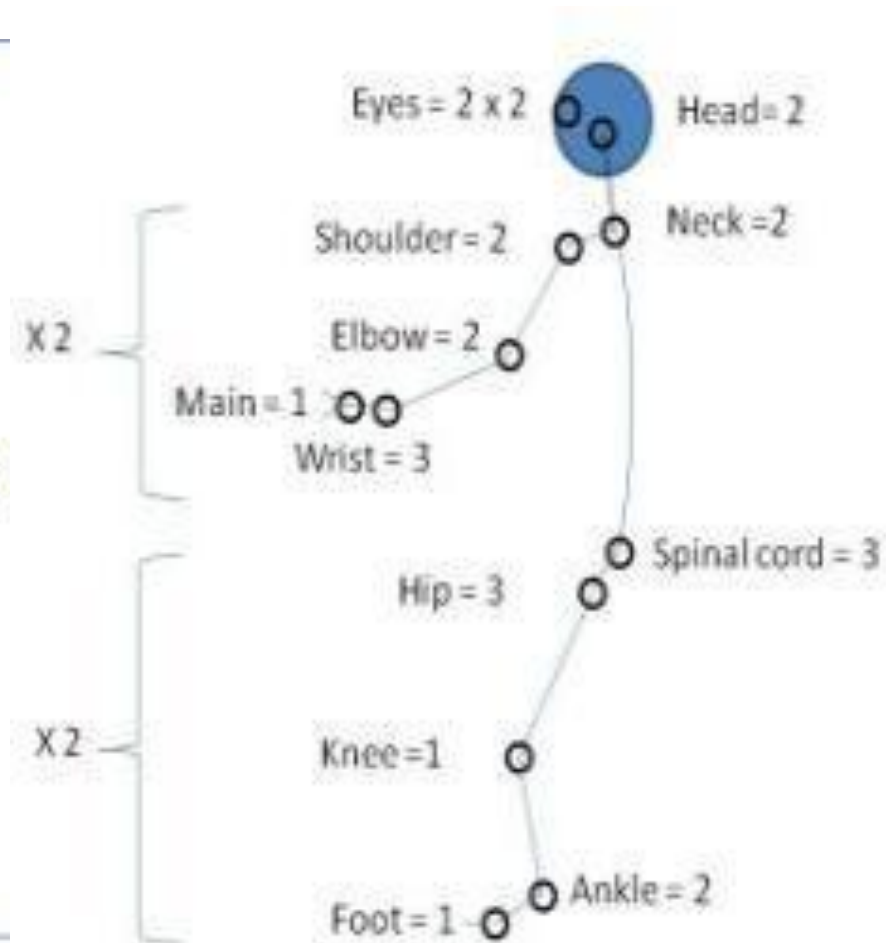 Eyes = 2 x 2
Head= 2
Neck =2
Shoulder = 2
X 2
Elbow = 2
Main = 1
Wrist = 3
Spinal cord = 3
Hip = 3
X 2
Knee =1
Ankle = 2
Foot = 1